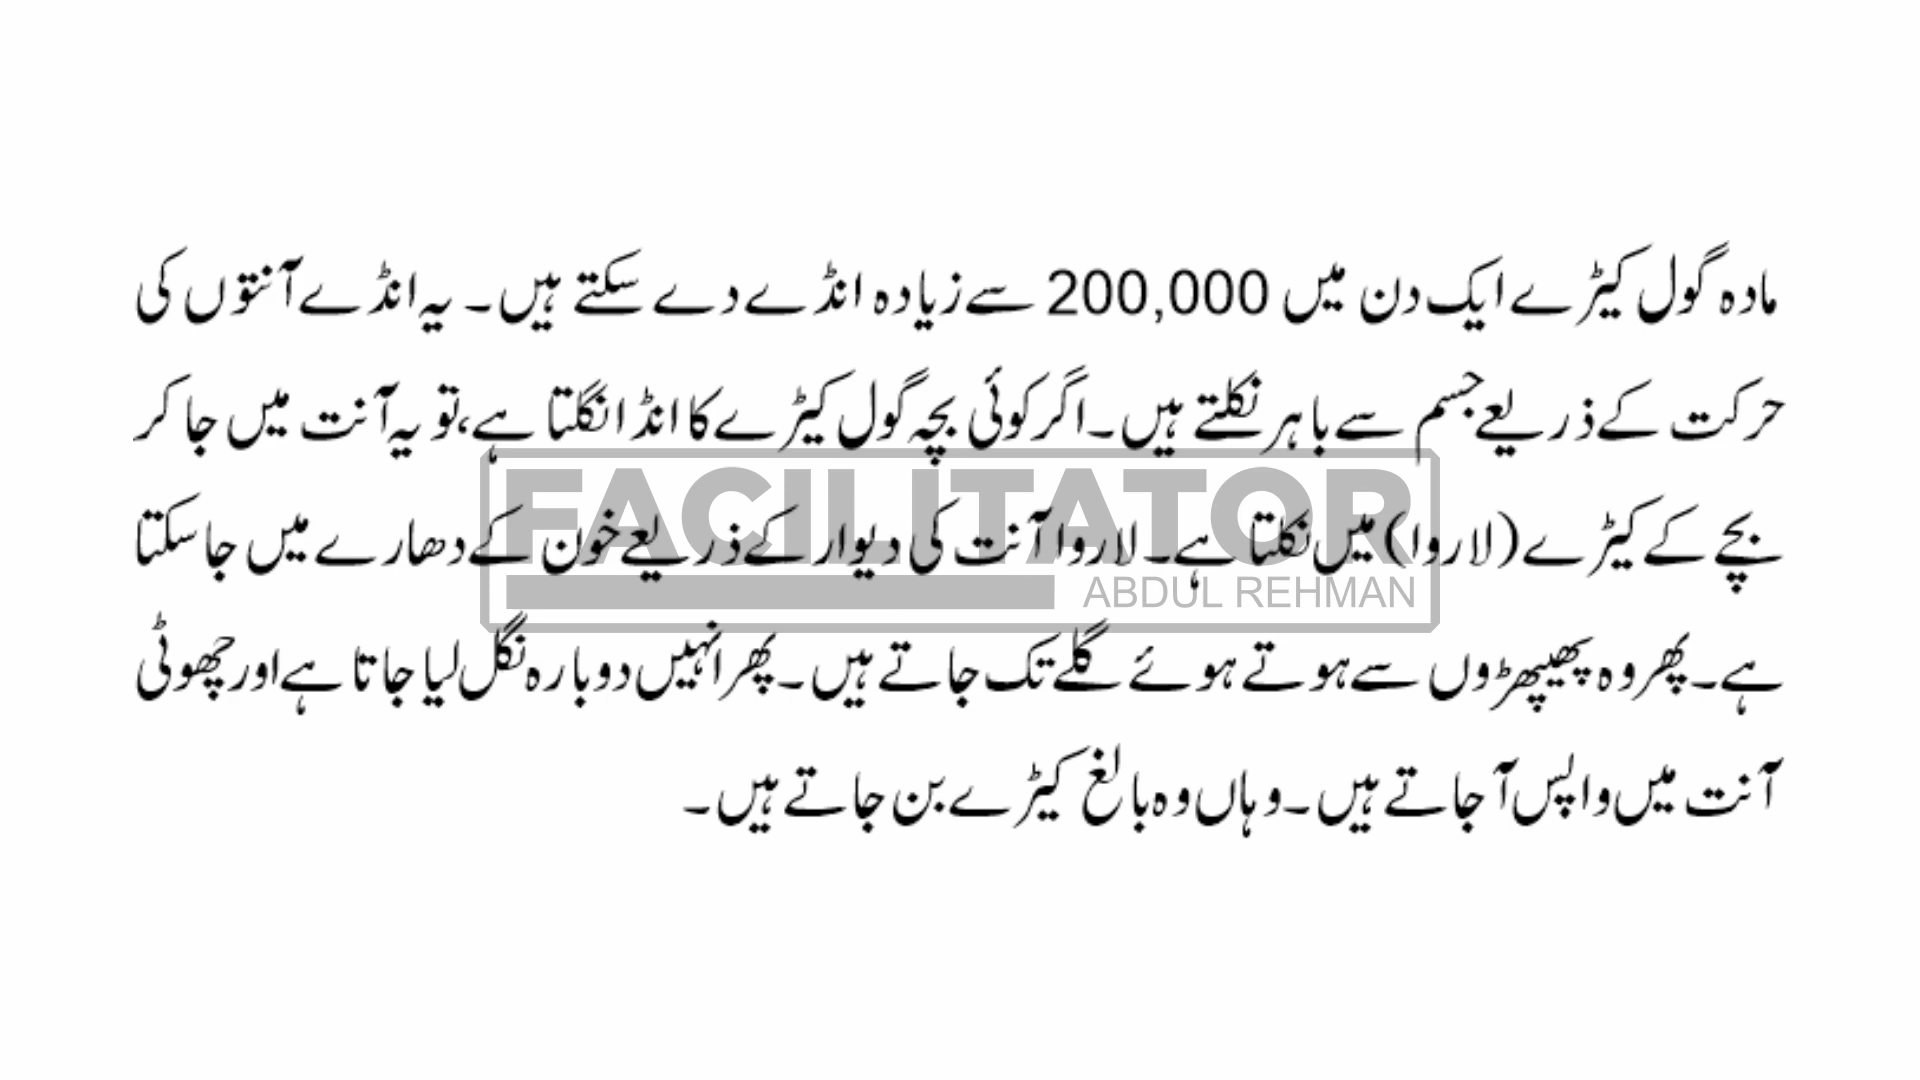 مادہ گول کیڑے ایک دن میں 200,000 سے زیادہ انڈے دے سکتے ہیں۔ یہ انڈے آنتوں کی
حرکت کے ذریعے جسم سے باہر نکلتے ہیں۔ اگر کوئی بچہ گول کیڑے کا انڈا نگلتا ہے، تو یہ آنت میں جا کر
بچے کے کیڑے (لاروا) میں نکلتا ہے۔ لاروا آنت کی دیوار کے ذریعے خون کے دھارے میں جا سکتا
ہے۔ پھر وہ پھیپھڑوں سے ہوتے ہوئے گلے تک جاتے ہیں۔ پھر انہیں دوبارہ نگل لیا جاتا ہے اور چھوٹی
آنت میں واپس آ جاتے ہیں۔ وہاں وہ بالغ کیڑے بن جاتے ہیں۔
FACILITATOR
ABDUL REHMAN